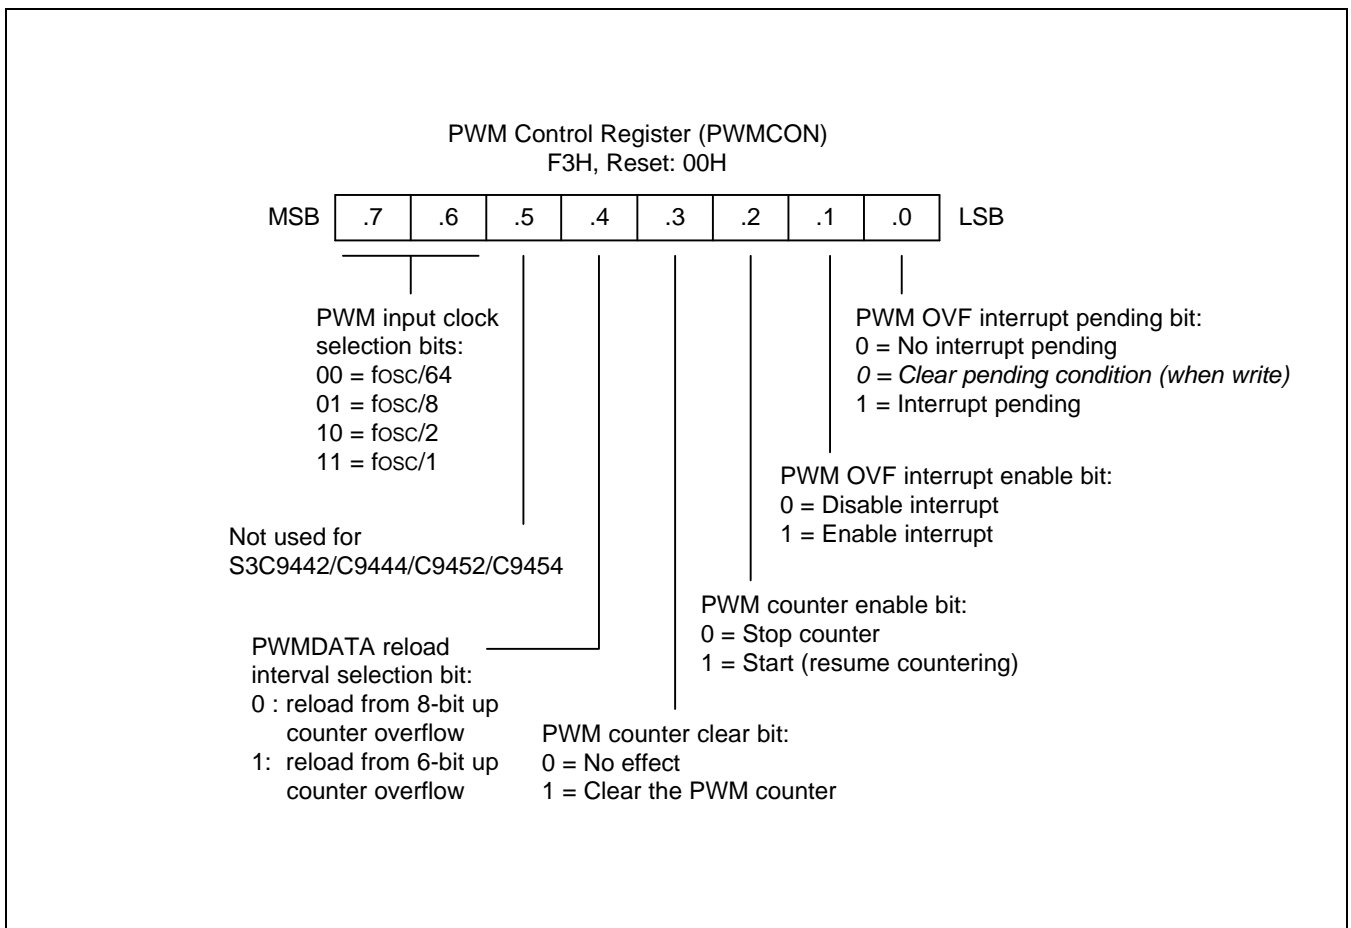 PWM Control Register (PWMCON)
F3H, Reset: 00H
MSB .7 .6 .5 .4 .3 .2 .1 .0 LSB
PWM input clock
selection bits:
00 = fOSC/64
01 = fOSC/8
10 = fOSC/2
11 = fOSC/1
PWM OVF interrupt pending bit:
0 = No interrupt pending
0 = Clear pending condition (when write)
1 = Interrupt pending
PWM OVF interrupt enable bit:
0 = Disable interrupt
1 = Enable interrupt
Not used for
S3C9442/C9444/C9452/C9454
PWM counter enable bit:
0 = Stop counter
1 = Start (resume countering)
PWMDATA reload
interval selection bit:
0 : reload from 8-bit up
counter overflow
1: reload from 6-bit up
counter overflow
PWM counter clear bit:
0 = No effect
1 = Clear the PWM counter